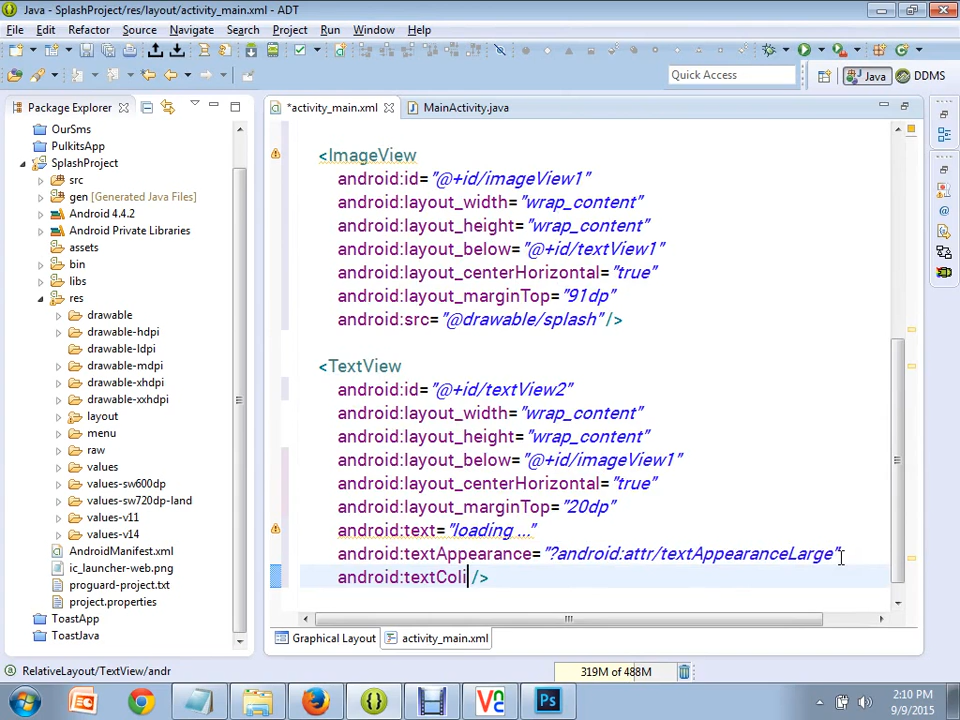 Java - SplashProject/res/layout/activity_main.xml - ADT
File Edit Refactor Source Navigate Search Project Run Window Help
Quick Access
Java
DDMS
Package Explorer
*activity_main.xml
MainActivity.java
OurSms
PulkitsApp
SplashProject
src
gen [Generated Java Files]
Android 4.4.2
Android Private Libraries
assets
bin
libs
res
drawable
drawable-hdpi
drawable-ldpi
drawable-mdpi
drawable-xhdpi
drawable-xxhdpi
layout
menu
raw
values
values-sw600dp
values-sw720dp-land
values-v11
values-v14
AndroidManifest.xml
ic_launcher-web.png
proguard-project.txt
project.properties
ToastApp
ToastJava
<ImageView
android:id="@+id/imageView1"
android:layout_width="wrap_content"
android:layout_height="wrap_content"
android:layout_below="@+id/textView1"
android:layout_centerHorizontal="true"
android:layout_marginTop="91dp"
android:src="@drawable/splash" />
<TextView
android:id="@+id/textView2"
android:layout_width="wrap_content"
android:layout_height="wrap_content"
android:layout_below="@+id/imageView1"
android:layout_centerHorizontal="true"
android:layout_marginTop="20dp"
android:text="loading ..."
android:textAppearance="?android:attr/textAppearanceLarge"
android:textColi />
Graphical Layout
activity_main.xml
RelativeLayout/TextView/andr
319M of 488M
2:10 PM
9/9/2015